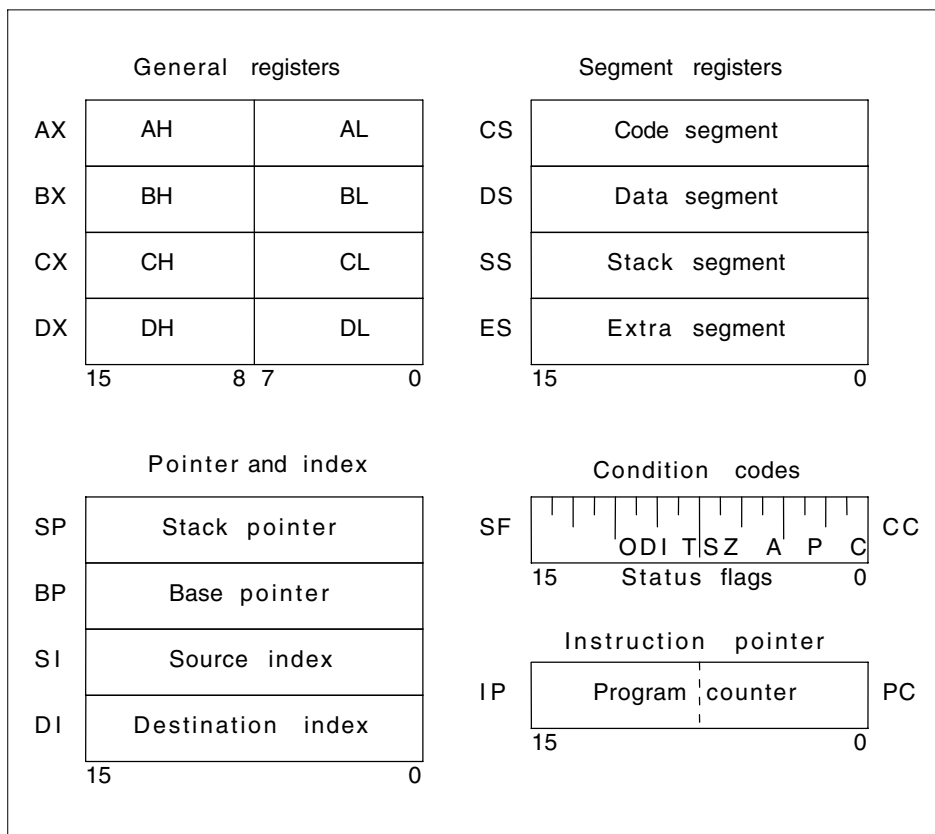 General registers
AX AH AL
BX BH BL
CX CH CL
DX DH DL
15 8 7 0
Segment registers
CS Code segment
DS Data segment
SS Stack segment
ES Extra segment
15 0
Pointer and index
SP Stack pointer
BP Base pointer
SI Source index
DI Destination index
15 0
Condition codes
SF O D I T S Z A P C CC
15 Status flags 0
Instruction pointer
IP Program counter PC
15 0